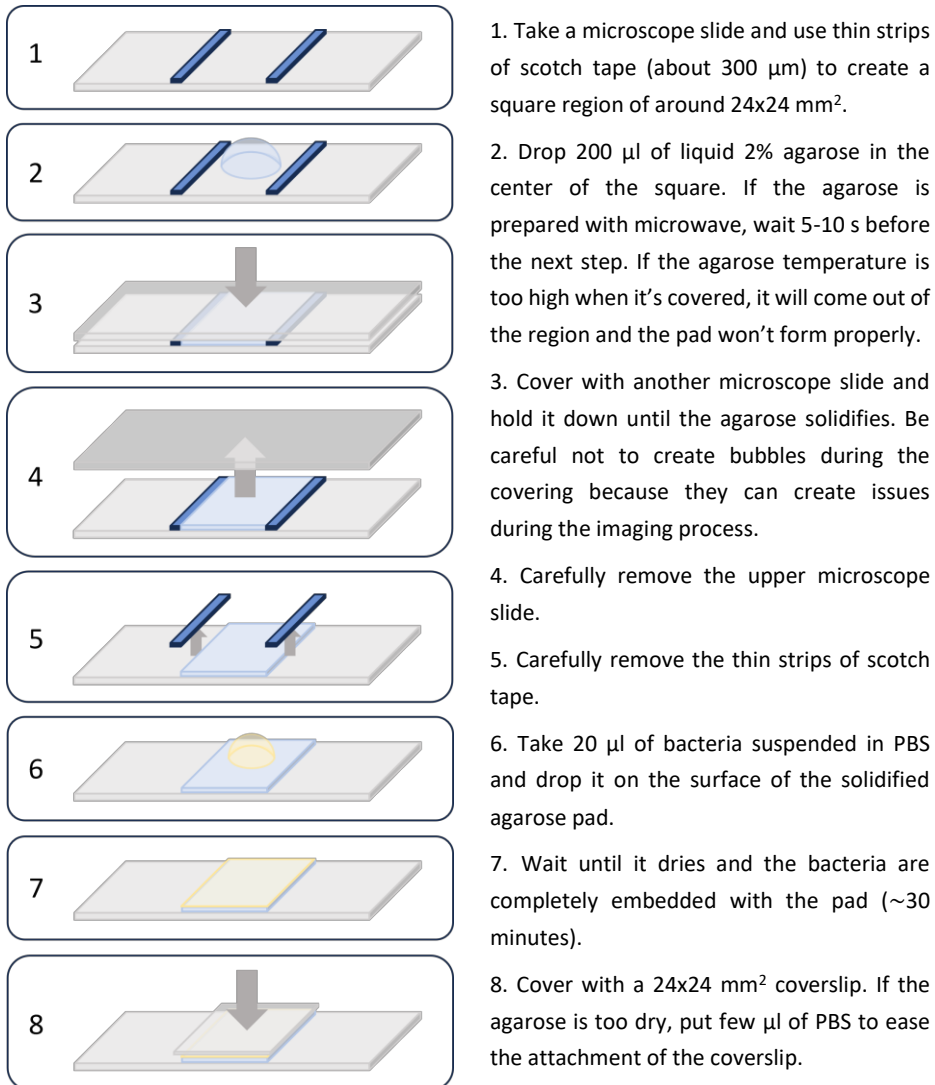 1
1. Take a microscope slide and use thin strips
of scotch tape (about 300 µm) to create a
square region of around 24x24 mm².
2
2. Drop 200 µl of liquid 2% agarose in the
center of the square. If the agarose is
prepared with microwave, wait 5-10 s before
the next step. If the agarose temperature is
too high when it's covered, it will come out of
the region and the pad won't form properly.
3
3. Cover with another microscope slide and
hold it down until the agarose solidifies. Be
careful not to create bubbles during the
covering because they can create issues
during the imaging process.
4
4. Carefully remove the upper microscope
slide.
5
5. Carefully remove the thin strips of scotch
tape.
6
6. Take 20 µl of bacteria suspended in PBS
and drop it on the surface of the solidified
agarose pad.
7
7. Wait until it dries and the bacteria are
completely embedded with the pad (~30
minutes).
8
8. Cover with a 24x24 mm² coverslip. If the
agarose is too dry, put few µl of PBS to ease
the attachment of the coverslip.